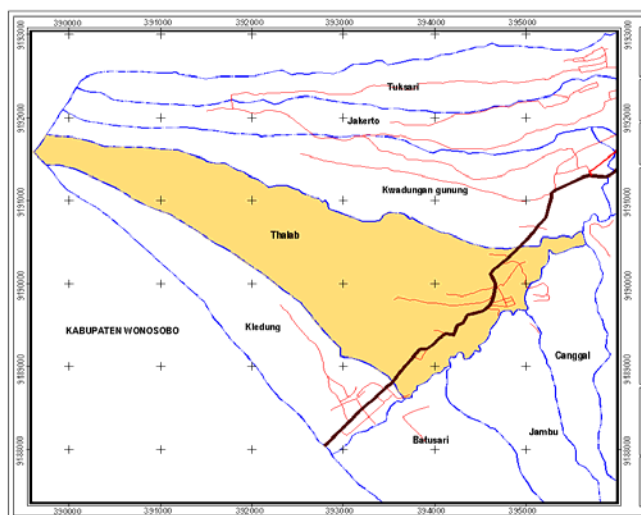 390000 391000 392000 393000 394000 395000
9193000 9193000
Tuksari
9192000 Jakerto 9192000
Kwadungan gunung
9191000 9191000
Thalab
9190000 9190000
KABUPATEN WONOSOBO Kledung
Canggal
9189000 9189000
Batusari Jambu
9188000 9188000
390000 391000 392000 393000 394000 395000